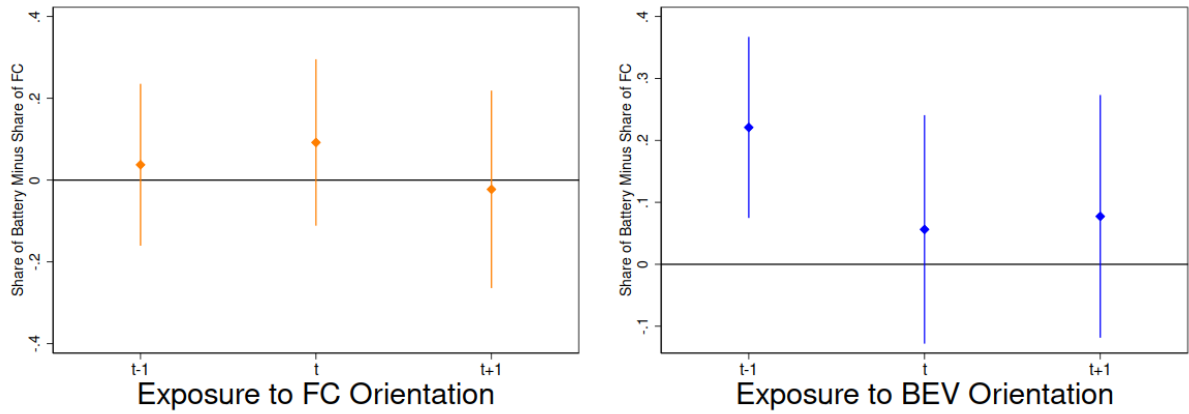 Share of Battery Minus Share of FC
.4
.2
0
-.2
-.4
t-1
t
t+1
Exposure to FC Orientation
Share of Battery Minus Share of FC
.4
.3
.2
.1
0
-.1
t-1
t
t+1
Exposure to BEV Orientation